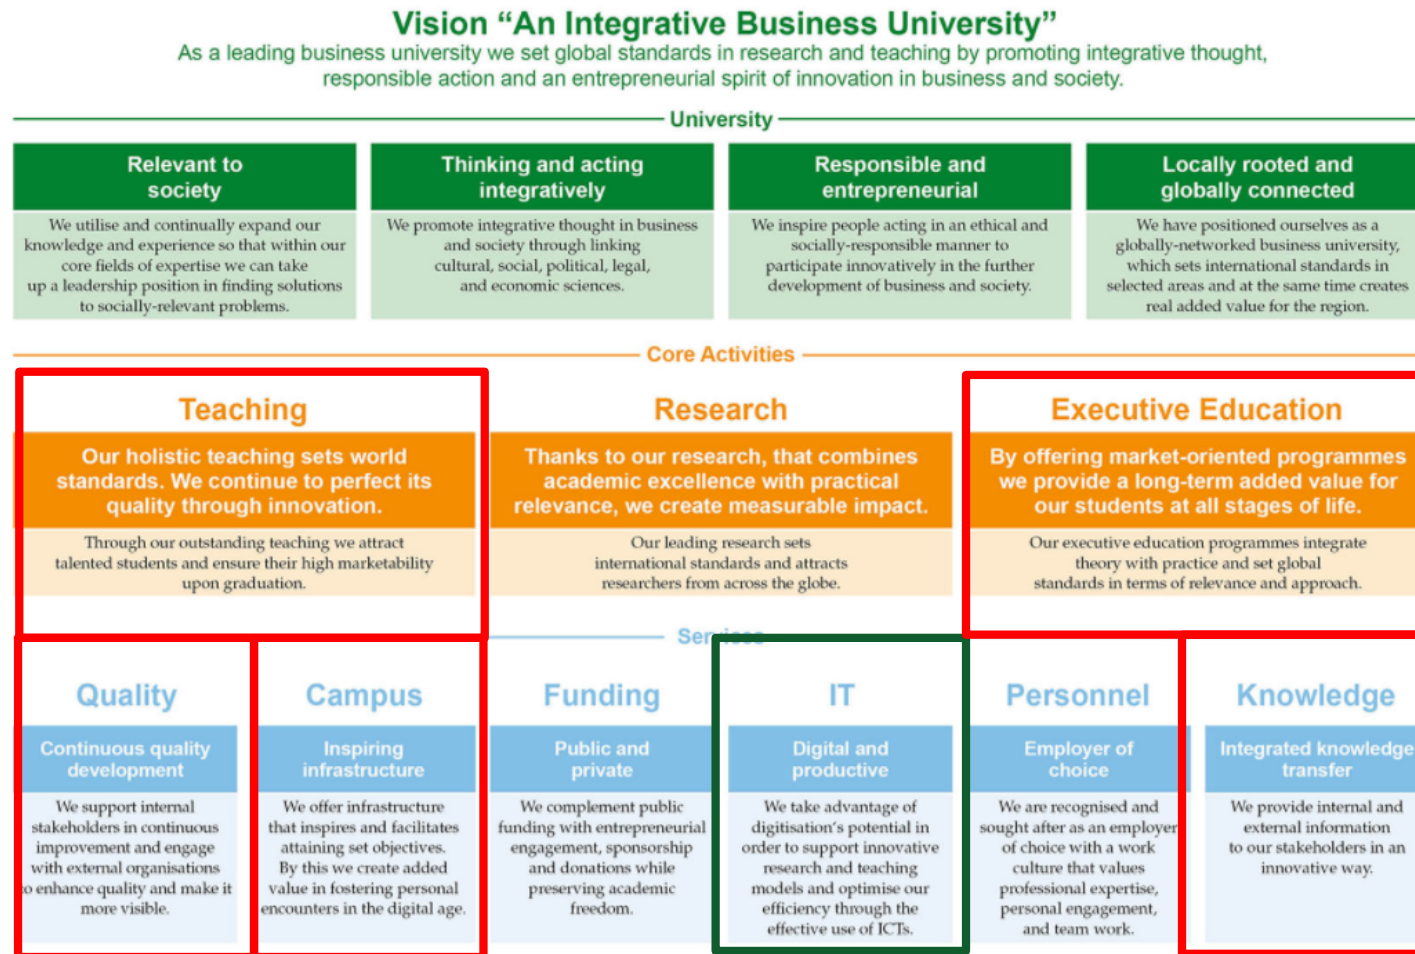 Vision “An Integrative Business University”
As a leading business university we set global standards in research and teaching by promoting integrative thought,
responsible action and an entrepreneurial spirit of innovation in business and society.
University
Relevant to
society
We utilise and continually expand our
knowledge and experience so that within our
core fields of expertise we can take
up a leadership position in finding solutions
to socially-relevant problems.
Thinking and acting
integratively
We promote integrative thought in business
and society through linking
cultural, social, political, legal,
and economic sciences.
Responsible and
entrepreneurial
We inspire people acting in an ethical and
socially-responsible manner to
participate innovatively in the further
development of business and society.
Locally rooted and
globally connected
We have positioned ourselves as a
globally-networked business university,
which sets international standards in
selected areas and at the same time creates
real added value for the region.
Core Activities
Teaching
Our holistic teaching sets world
standards. We continue to perfect its
quality through innovation.
Through our outstanding teaching we attract
talented students and ensure their high marketability
upon graduation.
Research
Thanks to our research, that combines
academic excellence with practical
relevance, we create measurable impact.
Our leading research sets
international standards and attracts
researchers from across the globe.
Executive Education
By offering market-oriented programmes
we provide a long-term added value for
our students at all stages of life.
Our executive education programmes integrate
theory with practice and set global
standards in terms of relevance and approach.
Services
Quality
Continuous quality
development
We support internal
stakeholders in continuous
improvement and engage
with external organisations
to enhance quality and make it
more visible.
Campus
Inspiring
infrastructure
We offer infrastructure
that inspires and facilitates
attaining set objectives.
By this we create added
value in fostering personal
encounters in the digital age.
Funding
Public and
private
We complement public
funding with entrepreneurial
engagement, sponsorship
and donations while
preserving academic
freedom.
IT
Digital and
productive
We take advantage of
digitisation‘s potential in
order to support innovative
research and teaching
models and optimise our
efficiency through the
effective use of ICTs.
Personnel
Employer of
choice
We are recognised and
sought after as an employer
of choice with a work
culture that values
professional expertise,
personal engagement,
and team work.
Knowledge
Integrated knowledge
transfer
We provide internal and
external information
to our stakeholders in an
innovative way.